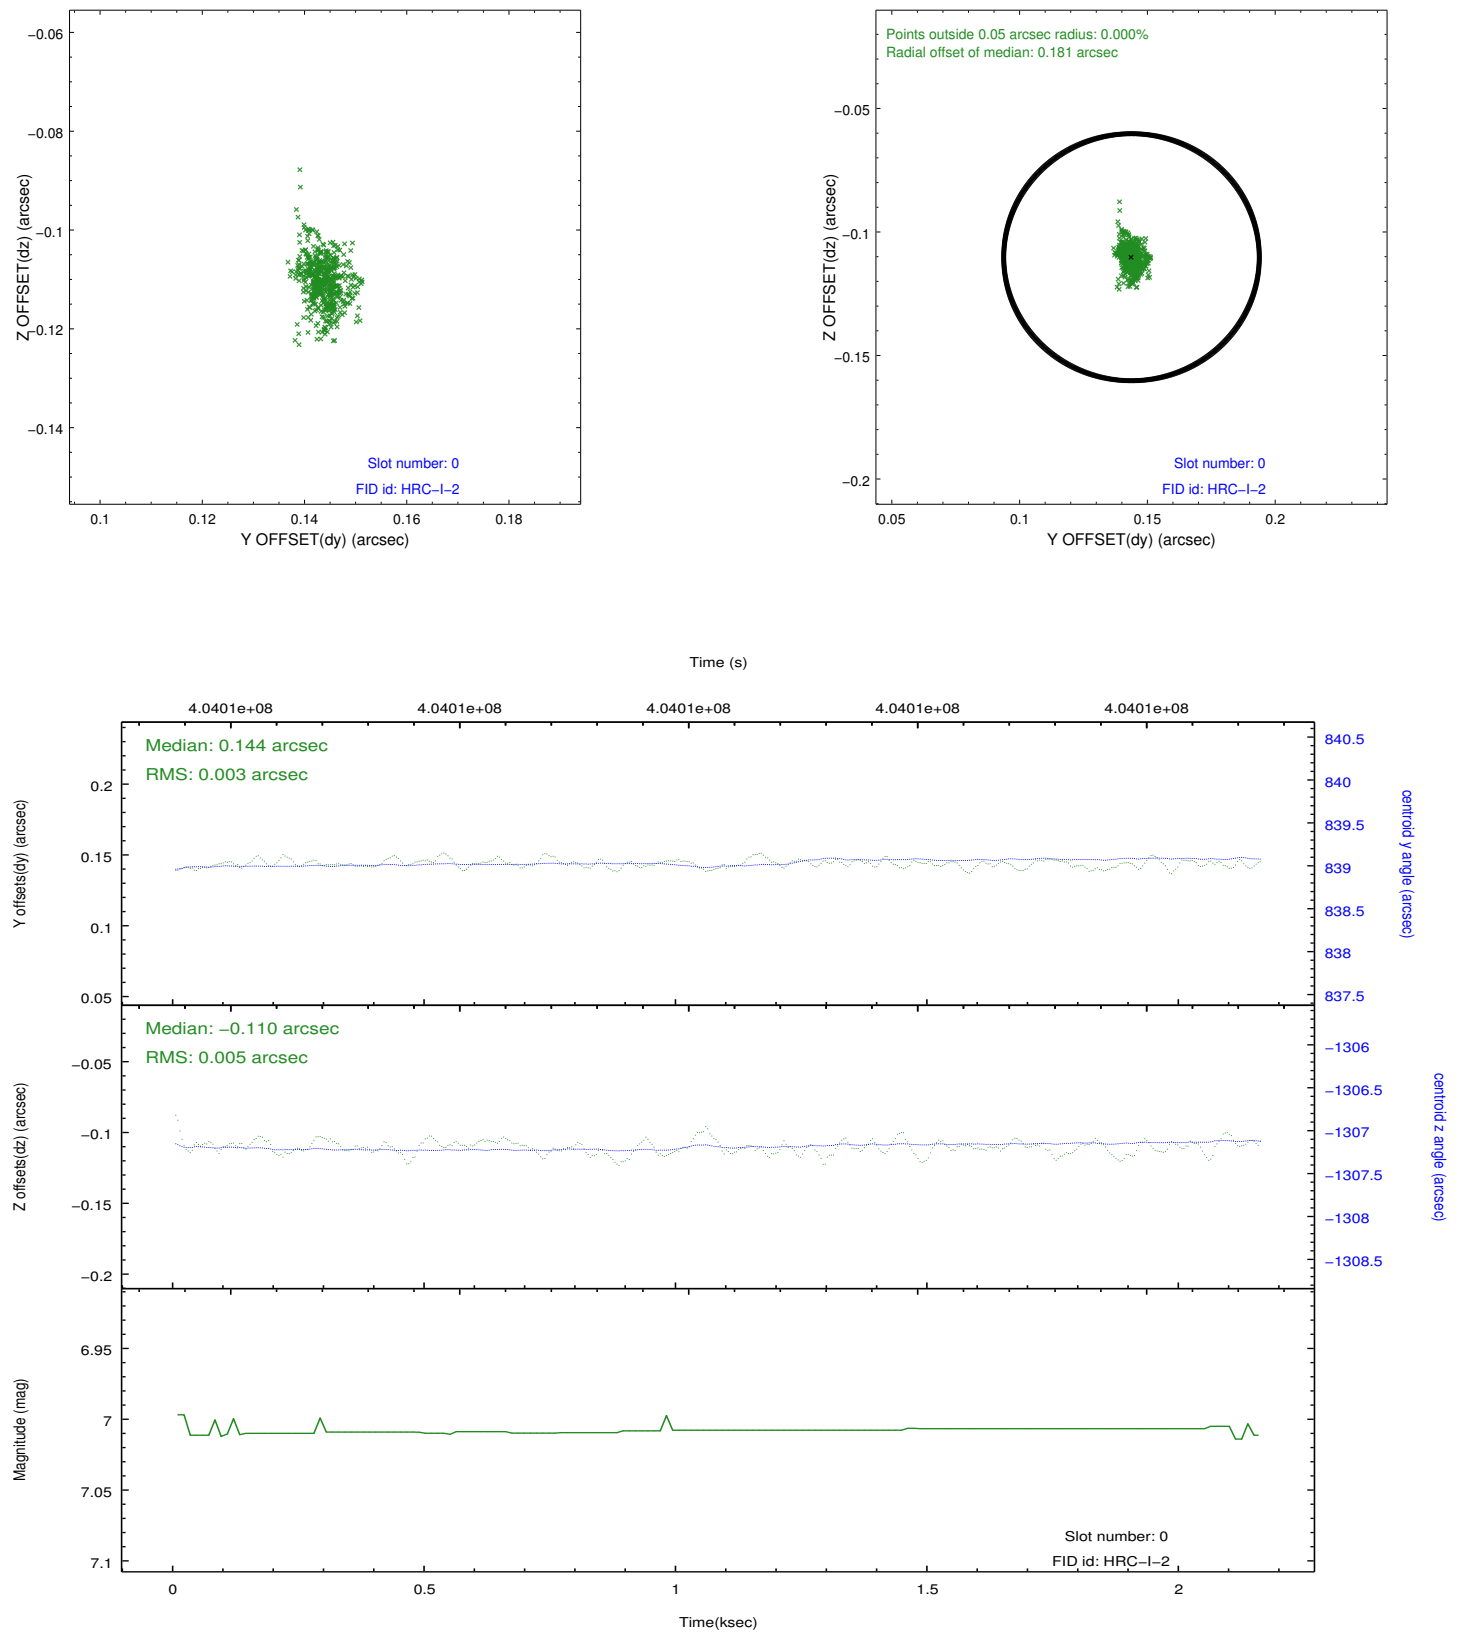 −0.06
−0.08
−0.1
−0.12
−0.14
Z OFFSET(dz) (arcsec)
Slot number: 0
FID id: HRC−I−2
0.1 0.12 0.14 0.16 0.18
Y OFFSET(dy) (arcsec)
Points outside 0.05 arcsec radius: 0.000%
Radial offset of median: 0.181 arcsec
−0.05
−0.1
−0.15
−0.2
Z OFFSET(dz) (arcsec)
Slot number: 0
FID id: HRC−I−2
0.05 0.1 0.15 0.2
Y OFFSET(dy) (arcsec)
Time (s)
4.0401e+08 4.0401e+08 4.0401e+08 4.0401e+08 4.0401e+08
Median: 0.144 arcsec
RMS: 0.003 arcsec
0.2
0.15
0.1
0.05
Y offsets(dy) (arcsec)
840.5
840
839.5
839
838.5
838
837.5
centroid y angle (arcsec)
Median: −0.110 arcsec
RMS: 0.005 arcsec
−0.05
−0.1
−0.15
−0.2
Z offsets(dz) (arcsec)
−1306
−1306.5
−1307
−1307.5
−1308
−1308.5
centroid z angle (arcsec)
6.95
7
7.05
7.1
Magnitude (mag)
Slot number: 0
FID id: HRC−I−2
0 0.5 1 1.5 2
Time(ksec)